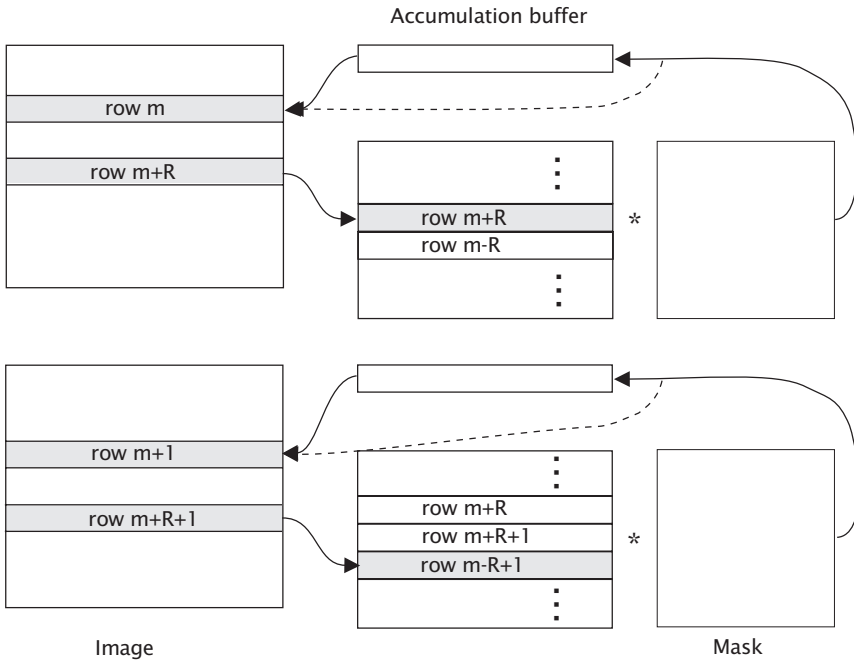 Accumulation buffer
row m
row m+R
row m+R
*
row m-R
row m+1
row m+R
row m+R+1
row m+R+1
*
row m-R+1
Image
Mask